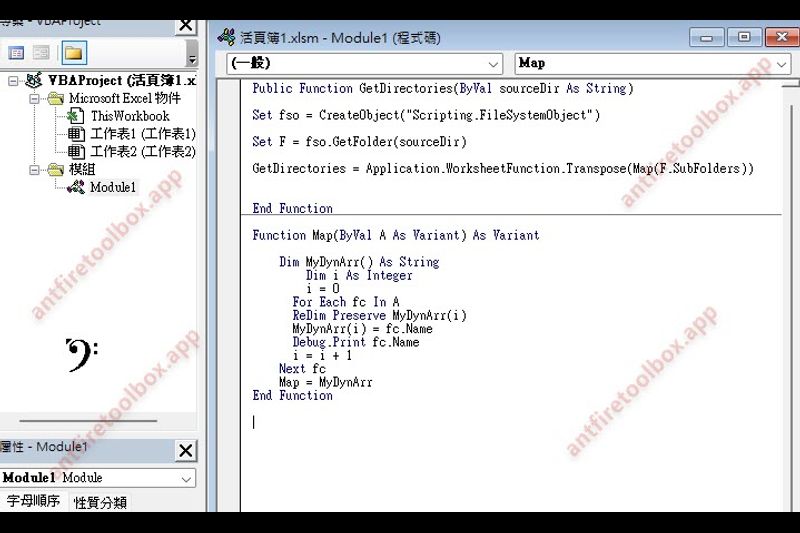 專案 - VBAProject
VBAProject (活頁簿1.x
Microsoft Excel 物件
ThisWorkbook
工作表1 (工作表1)
工作表2 (工作表2)
模組
Module1
屬性 - Module1
Module1 Module
字母順序 性質分類
活頁簿1.xlsm - Module1 (程式碼)
(一般) Map
Public Function GetDirectories(ByVal sourceDir As String)
Set fso = CreateObject("Scripting.FileSystemObject")
Set F = fso.GetFolder(sourceDir)
GetDirectories = Application.WorksheetFunction.Transpose(Map(F.SubFolders))
End Function
Function Map(ByVal A As Variant) As Variant
Dim MyDynArr() As String
Dim i As Integer
i = 0
For Each fc In A
ReDim Preserve MyDynArr(i)
MyDynArr(i) = fc.Name
Debug.Print fc.Name
i = i + 1
Next fc
Map = MyDynArr
End Function
antfiretoolbox.app
antfiretoolbox.app
antfiretoolbox.app
antfiretoolbox.app